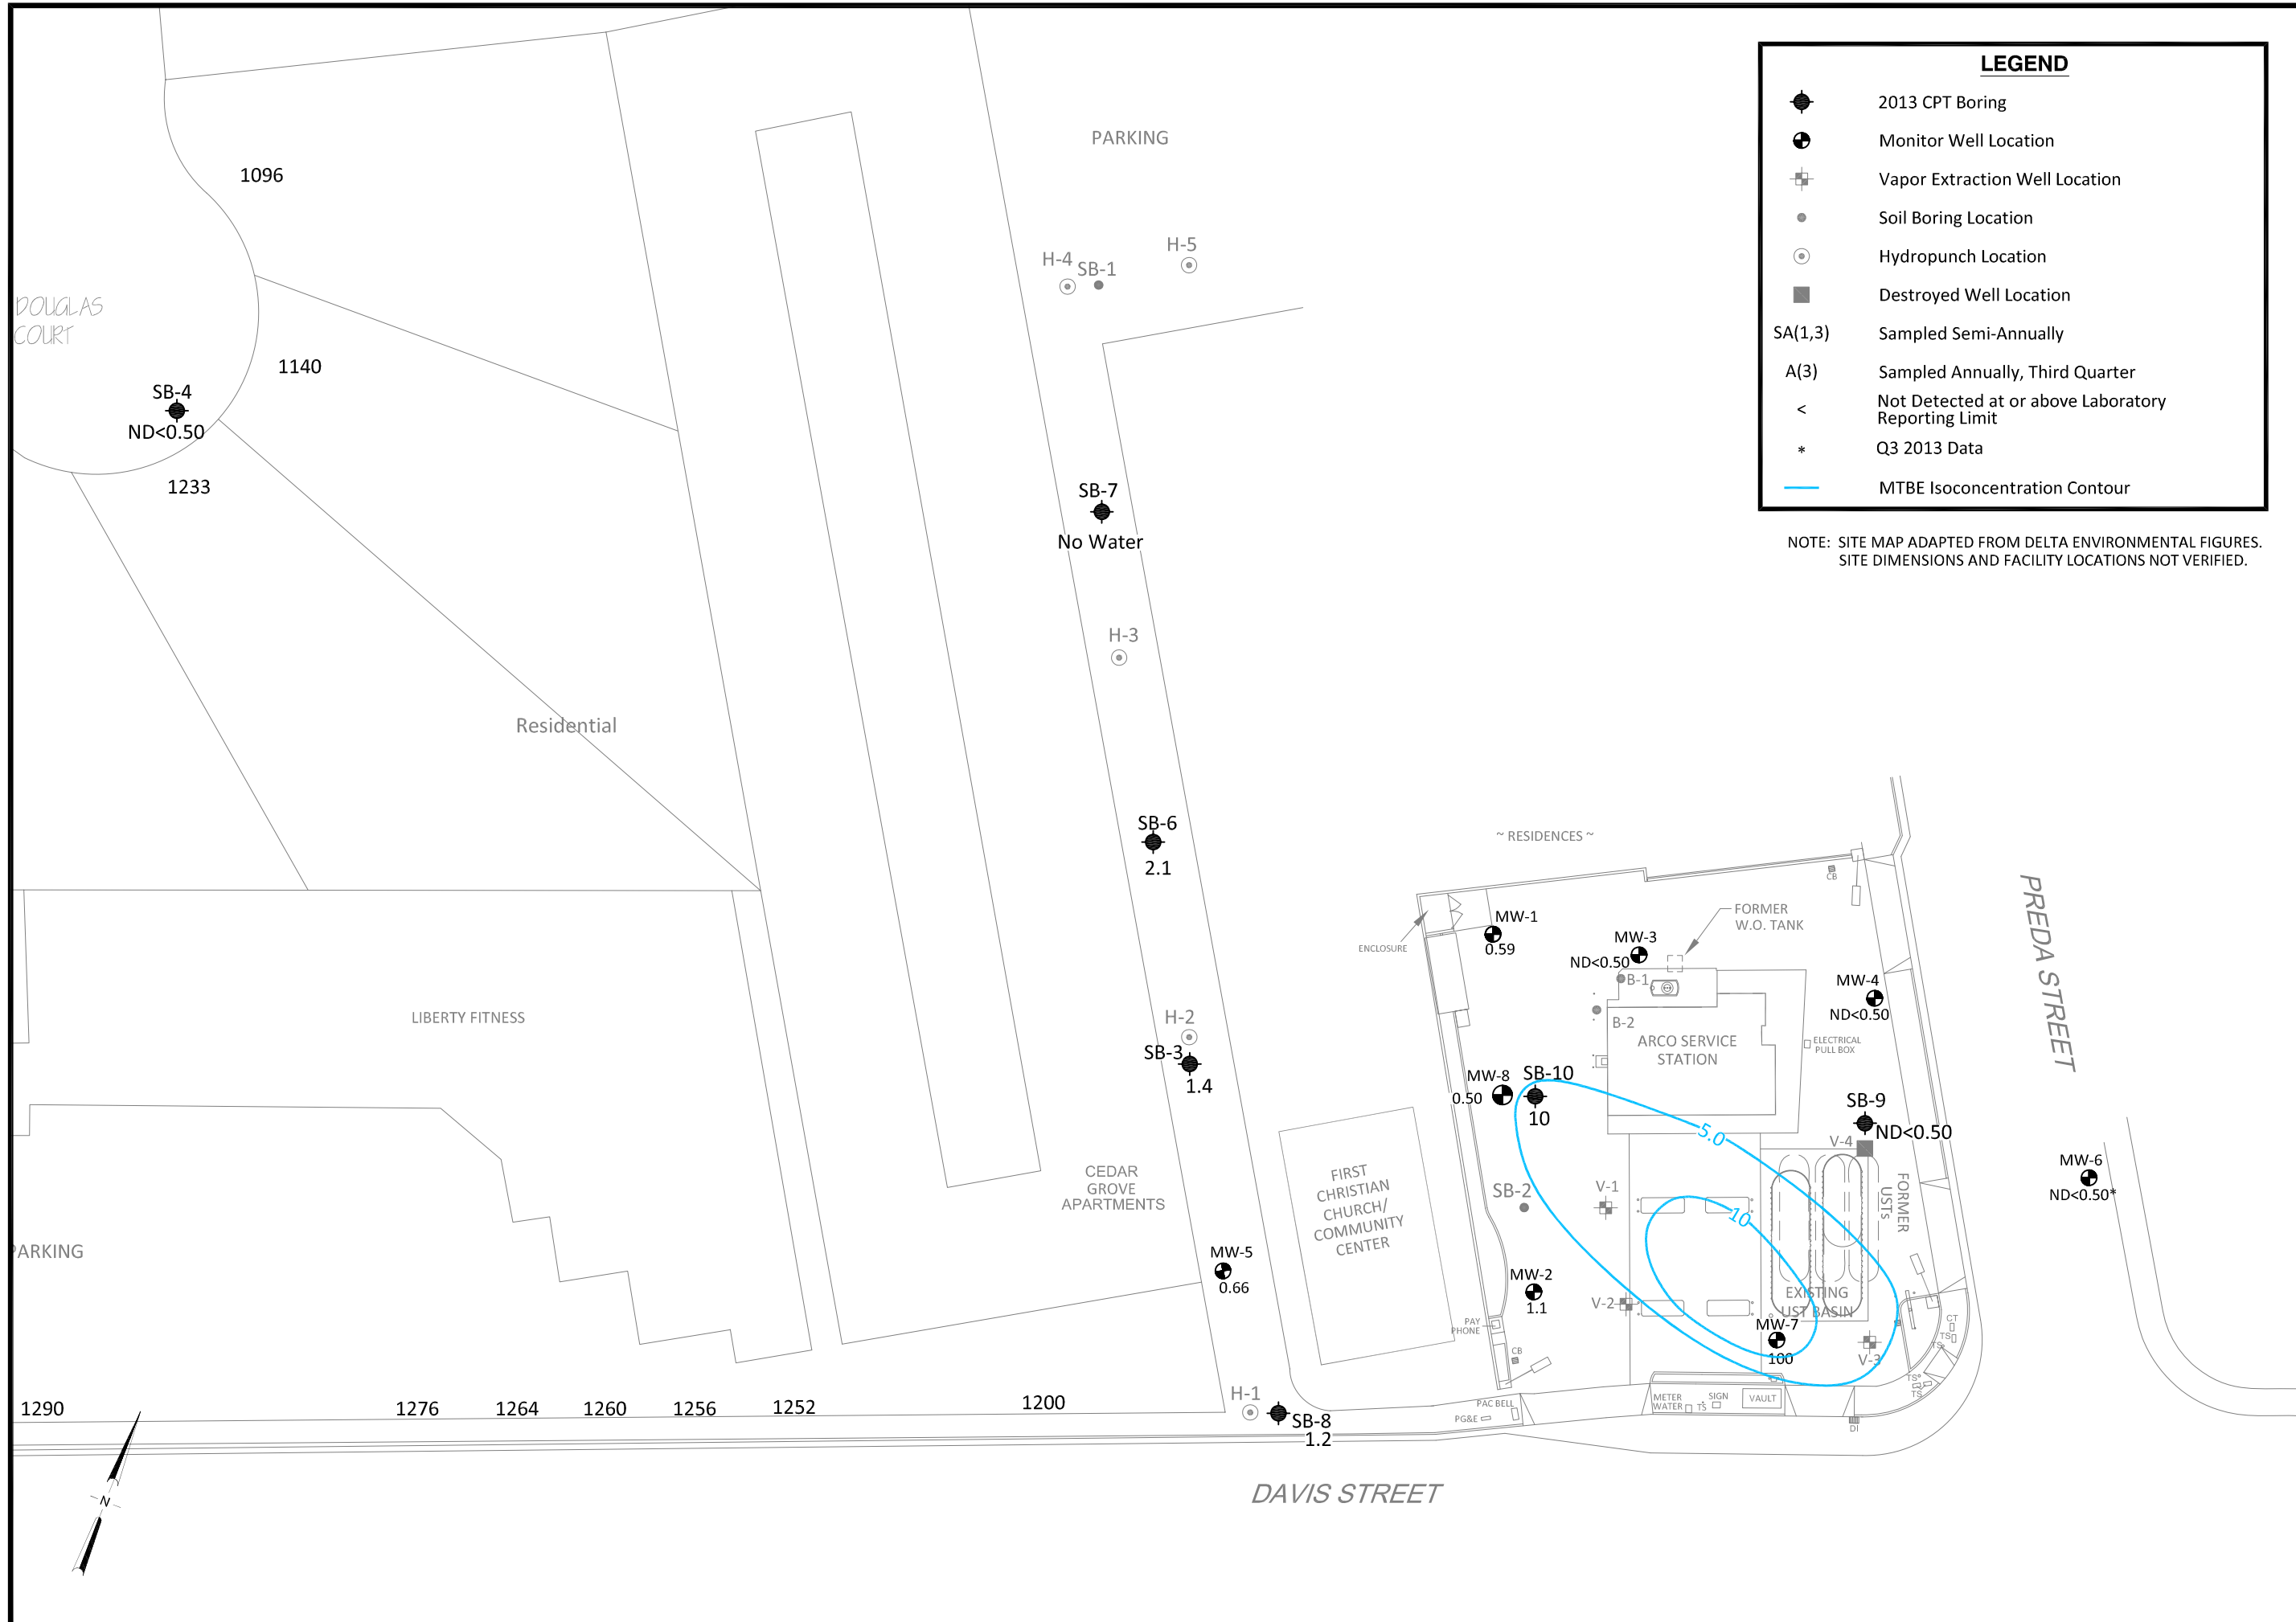 LEGEND
2013 CPT Boring
Monitor Well Location
Vapor Extraction Well Location
Soil Boring Location
Hydropunch Location
Destroyed Well Location
SA(1,3) Sampled Semi-Annually
A(3) Sampled Annually, Third Quarter
< Not Detected at or above Laboratory
Reporting Limit
* Q3 2013 Data
MTBE Isoconcentration Contour
NOTE: SITE MAP ADAPTED FROM DELTA ENVIRONMENTAL FIGURES.
SITE DIMENSIONS AND FACILITY LOCATIONS NOT VERIFIED.
PARKING
1096
H-4
SB-1
H-5
DOUGLAS
COURT
1140
SB-4
ND<0.50
1233
SB-7
No Water
H-3
Residential
SB-6
2.1
~ RESIDENCES ~
CB
FORMER
W.O. TANK
MW-1
0.59
ENCLOSURE
MW-3
ND<0.50
B-1
B-2
MW-4
ND<0.50
PREDA STREET
LIBERTY FITNESS
H-2
SB-3
1.4
ARCO SERVICE
STATION
ELECTRICAL
PULL BOX
MW-8
0.50
SB-10
10
SB-9
ND<0.50
5.0
V-4
MW-6
ND<0.50*
CEDAR
GROVE
APARTMENTS
FIRST
CHRISTIAN
CHURCH/
COMMUNITY
CENTER
SB-2
V-1
10
FORMER
USTs
PARKING
MW-5
0.66
MW-2
1.1
V-2
EXISTING
UST BASIN
MW-7
100
V-3
PAY
PHONE
CB
CT
TS
TS
TS
TS
1290
1276
1264
1260
1256
1252
1200
H-1
SB-8
1.2
PAC BELL
PG&E
METER
WATER
TS
SIGN
VAULT
DI
N
DAVIS STREET